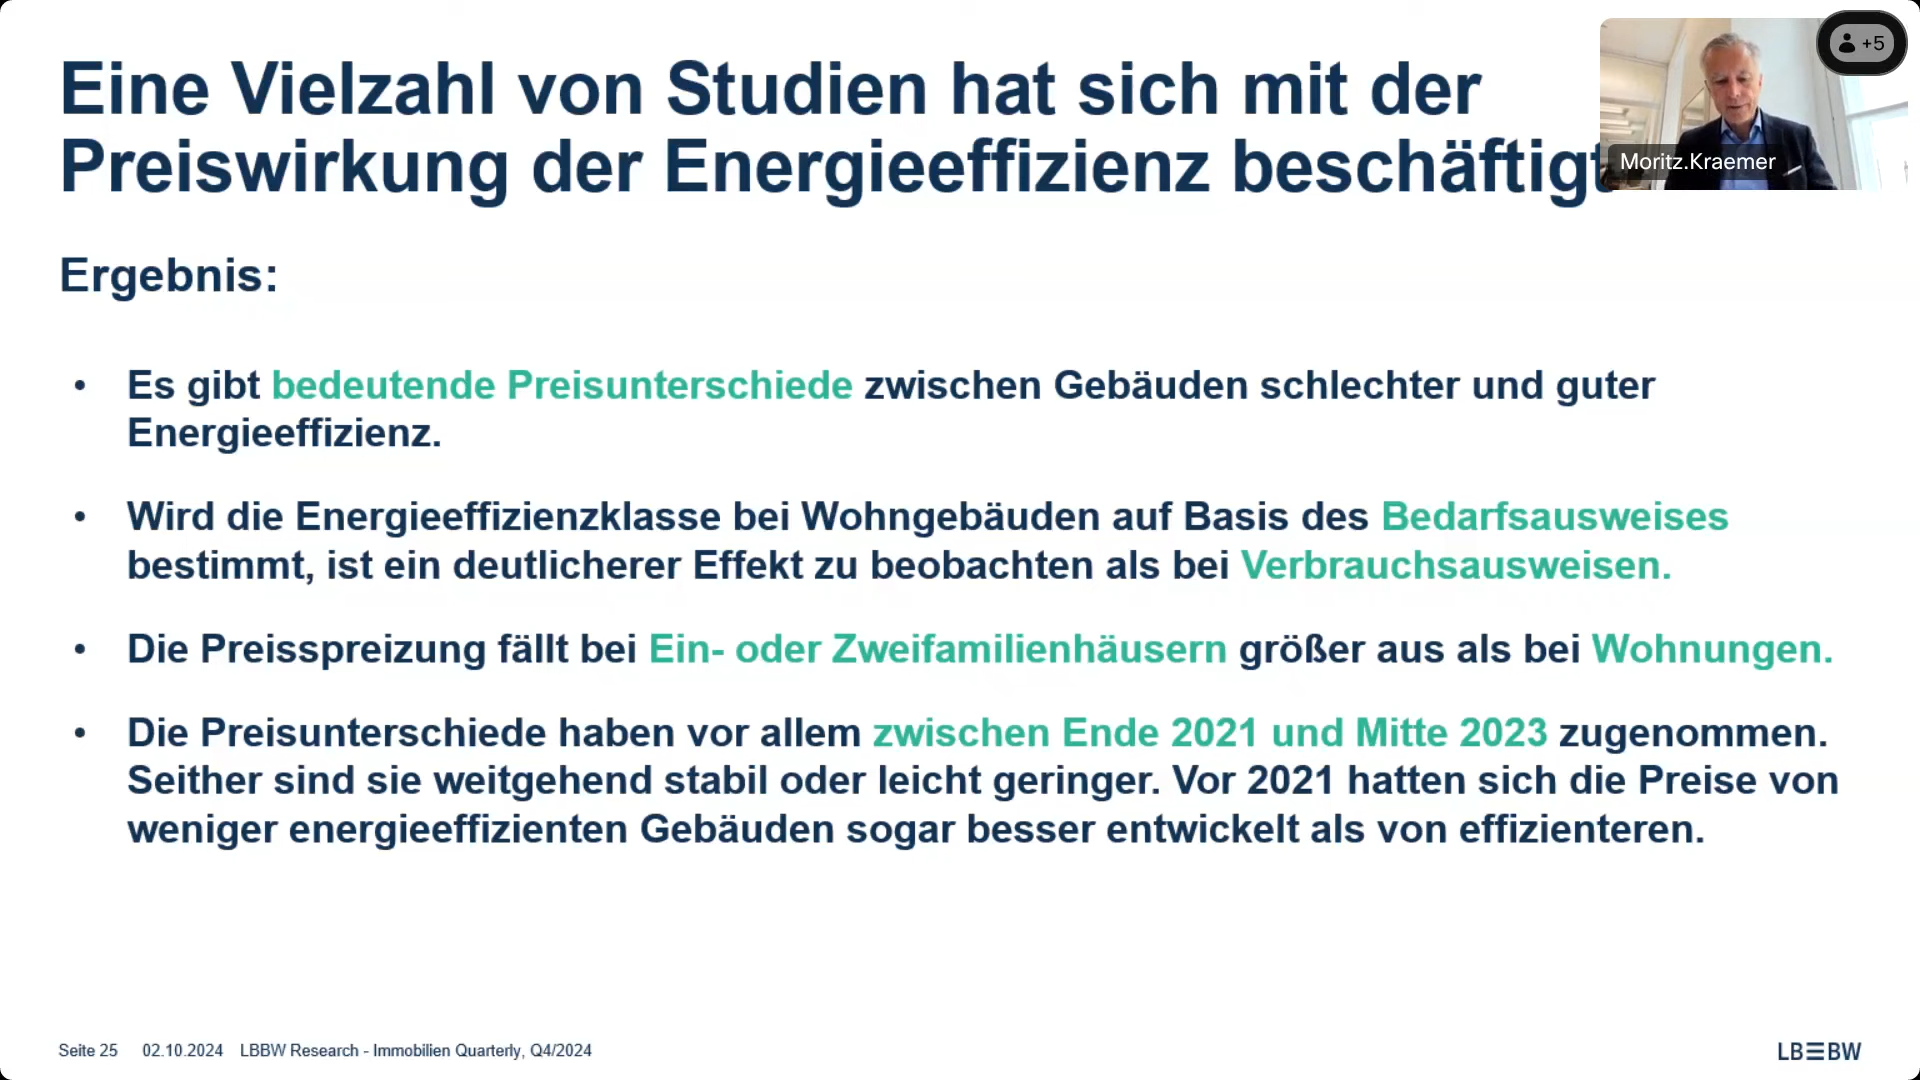 Eine Vielzahl von Studien hat sich mit der
Preiswirkung der Energieeffizienz beschäftigt
+5
Moritz.Kraemer
Ergebnis:
• Es gibt bedeutende Preisunterschiede zwischen Gebäuden schlechter und guter
Energieeffizienz.
• Wird die Energieeffizienzklasse bei Wohngebäuden auf Basis des Bedarfsausweises
bestimmt, ist ein deutlicherer Effekt zu beobachten als bei Verbrauchsausweisen.
• Die Preisspreizung fällt bei Ein- oder Zweifamilienhäusern größer aus als bei Wohnungen.
• Die Preisunterschiede haben vor allem zwischen Ende 2021 und Mitte 2023 zugenommen.
Seither sind sie weitgehend stabil oder leicht geringer. Vor 2021 hatten sich die Preise von
weniger energieeffizienten Gebäuden sogar besser entwickelt als von effizienteren.
Seite 25 02.10.2024 LBBW Research - Immobilien Quarterly, Q4/2024
LB☰BW